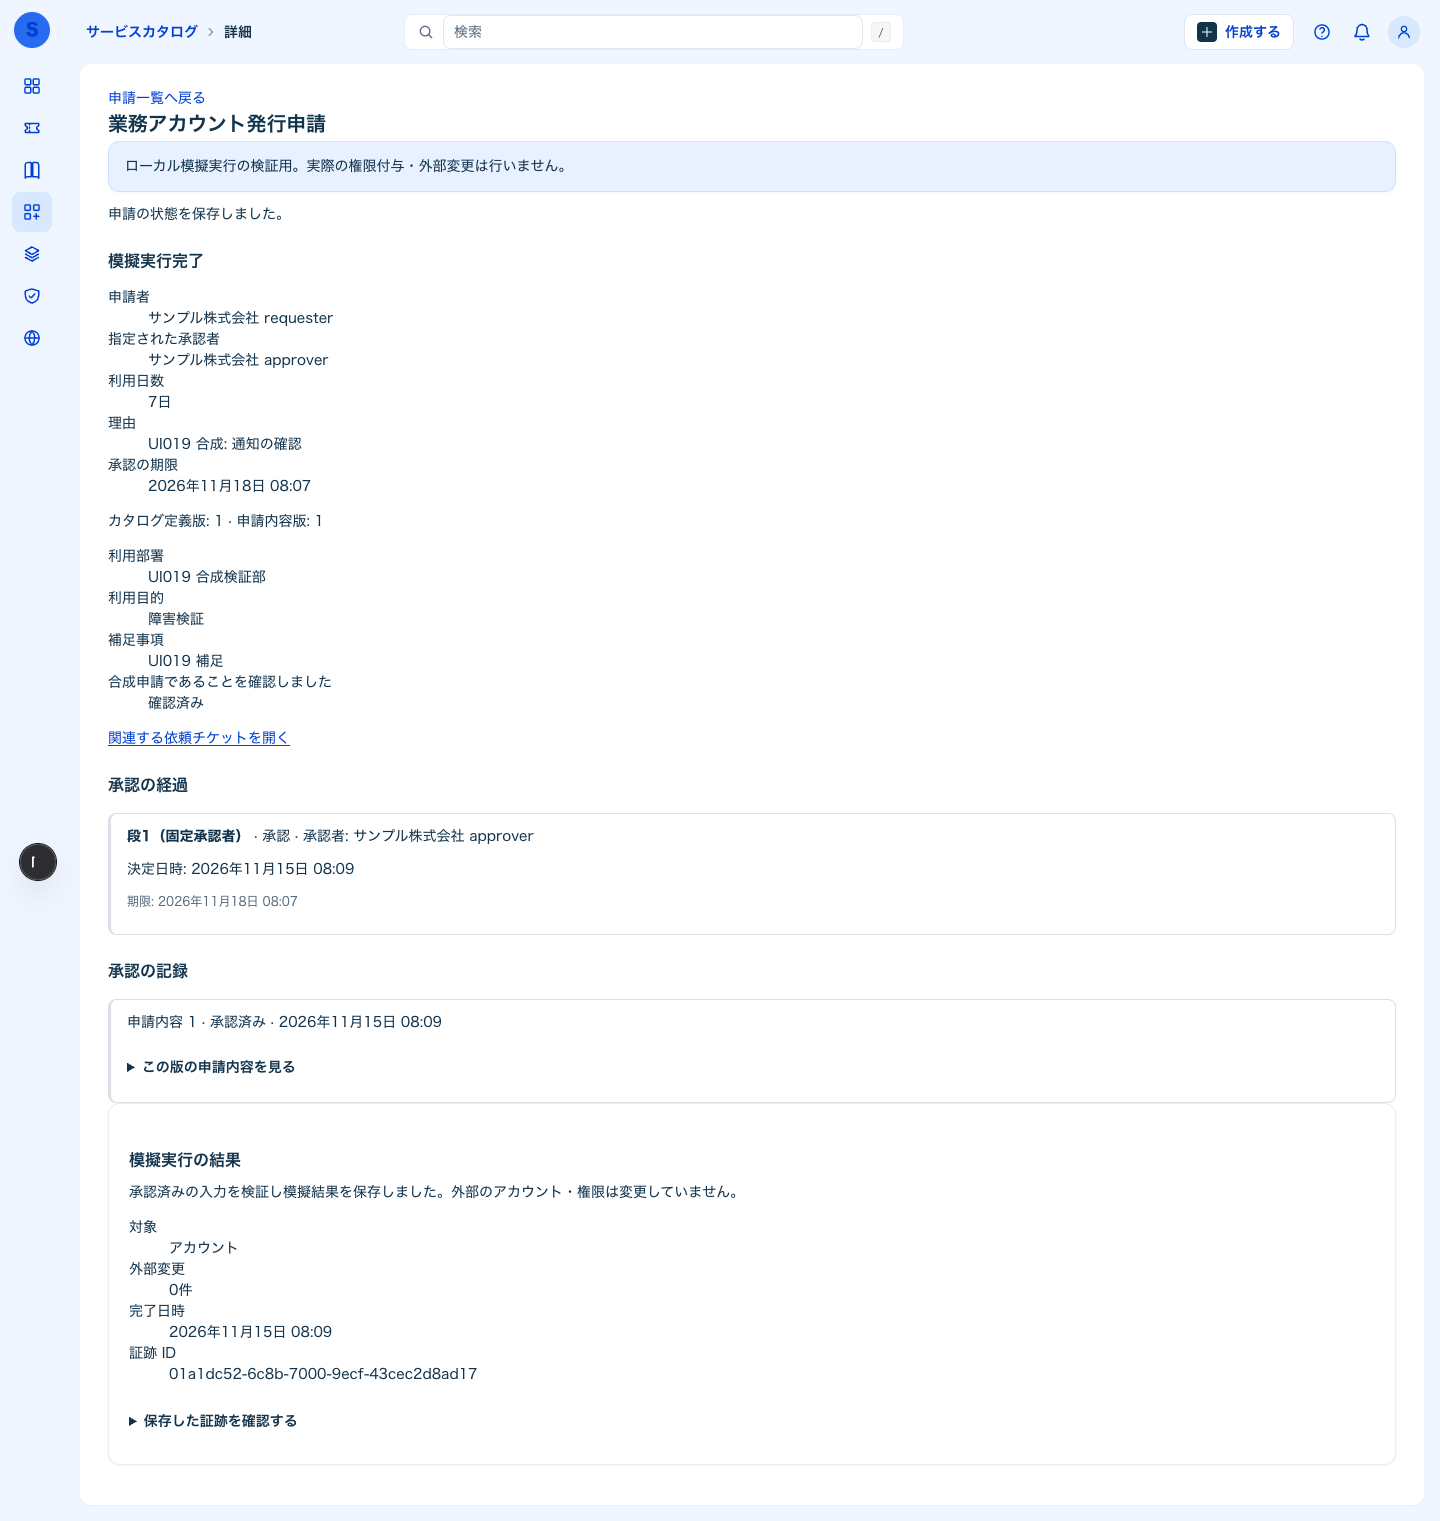 S
サービスカタログ > 詳細
検索
/
作成する
申請一覧へ戻る
業務アカウント発行申請
ローカル模擬実行の検証用。実際の権限付与・外部変更は行いません。
申請の状態を保存しました。
模擬実行完了
申請者
サンプル株式会社 requester
指定された承認者
サンプル株式会社 approver
利用日数
7日
理由
UI019 合成: 通知の確認
承認の期限
2026年11月18日 08:07
カタログ定義版: 1 · 申請内容版: 1
利用部署
UI019 合成検証部
利用目的
障害検証
補足事項
UI019 補足
合成申請であることを確認しました
確認済み
関連する依頼チケットを開く
承認の経過
段1（固定承認者） · 承認 · 承認者: サンプル株式会社 approver
決定日時: 2026年11月15日 08:09
期限: 2026年11月18日 08:07
承認の記録
申請内容 1 · 承認済み · 2026年11月15日 08:09
▶ この版の申請内容を見る
模擬実行の結果
承認済みの入力を検証し模擬結果を保存しました。外部のアカウント・権限は変更していません。
対象
アカウント
外部変更
0件
完了日時
2026年11月15日 08:09
証跡 ID
01a1dc52-6c8b-7000-9ecf-43cec2d8ad17
▶ 保存した証跡を確認する